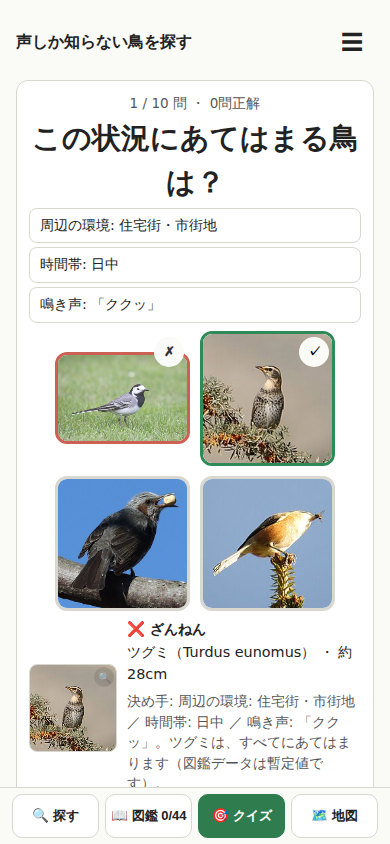 声しか知らない鳥を探す
☰
1 / 10 問 ・ 0問正解
この状況にあてはまる鳥
は？
周辺の環境: 住宅街・市街地
時間帯: 日中
鳴き声: 「ククッ」
✗
✓
❌ ざんねん
ツグミ（Turdus eunomus） ・ 約
28cm
決め手: 周辺の環境: 住宅街・市街地
／ 時間帯: 日中 ／ 鳴き声: 「クク
ッ」。ツグミは、すべてにあてはま
ります（図鑑データは暫定値で
す）。
🔍 探す
📖 図鑑 0/44
🎯 クイズ
🗺️ 地図